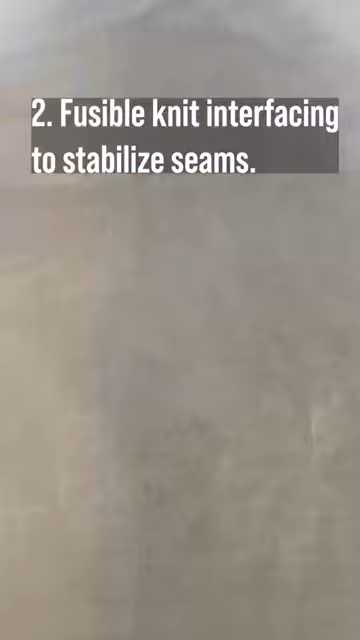 2. Fusible knit interfacing
to stabilize seams.